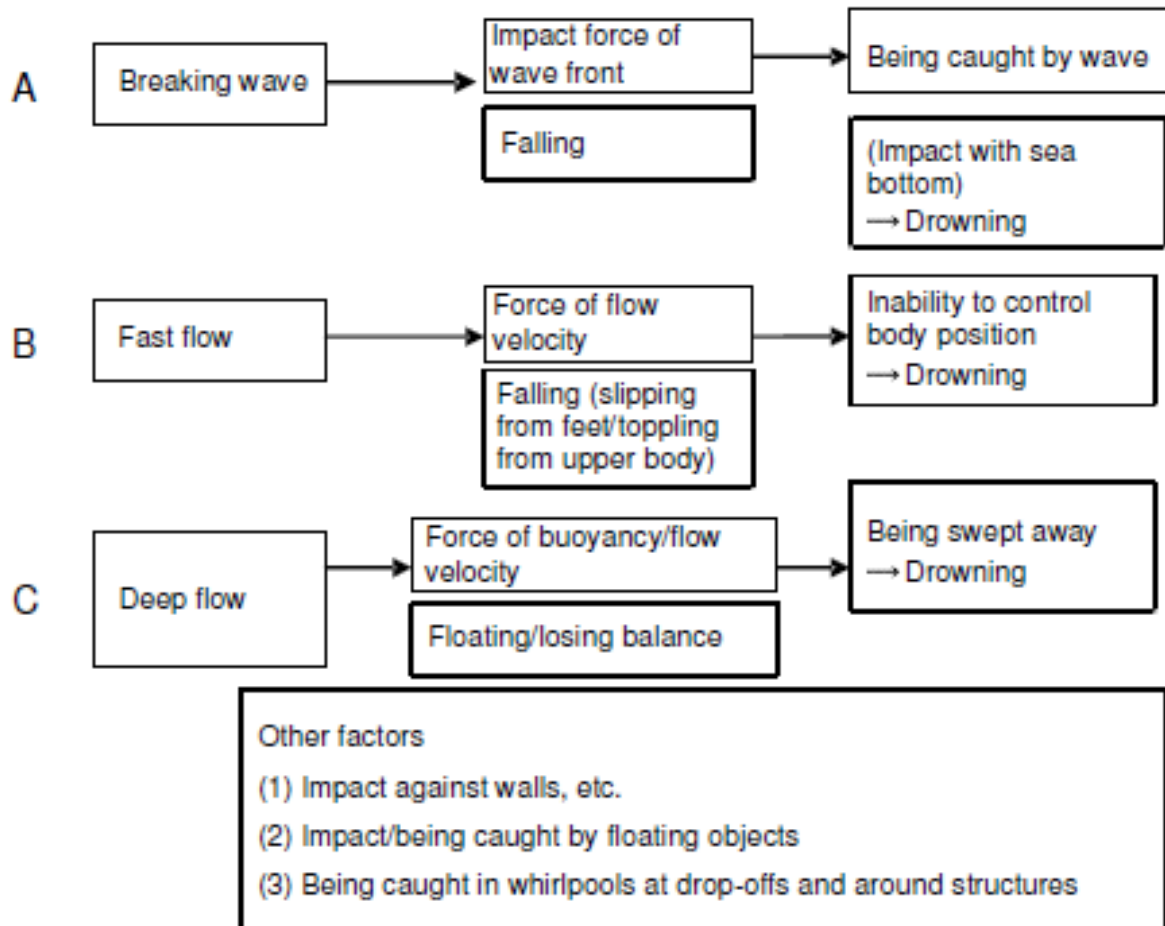 A
Breaking wave
Impact force of
wave front
Falling
Being caught by wave
(Impact with sea
bottom)
→ Drowning
B
Fast flow
Force of flow
velocity
Falling (slipping
from feet/toppling
from upper body)
Inability to control
body position
→ Drowning
C
Deep flow
Force of buoyancy/flow
velocity
Floating/losing balance
Being swept away
→ Drowning
Other factors
(1) Impact against walls, etc.
(2) Impact/being caught by floating objects
(3) Being caught in whirlpools at drop-offs and around structures